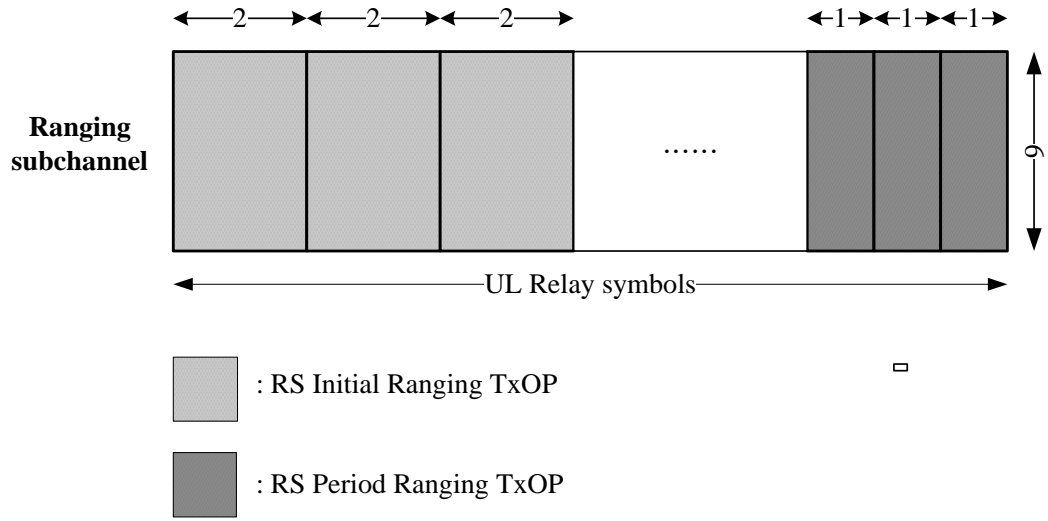 2 2 2 1 1 1
Ranging
subchannel
......
6
UL Relay symbols
: RS Initial Ranging TxOP
: RS Period Ranging TxOP